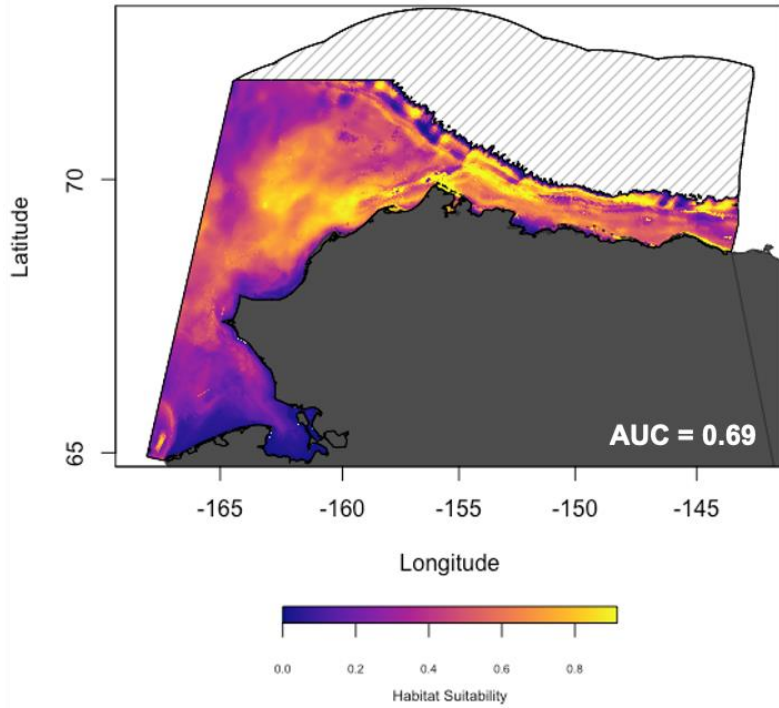 Latitude
70
65
AUC = 0.69
-165 -160 -155 -150 -145
Longitude
0.0 0.2 0.4 0.6 0.8
Habitat Suitability